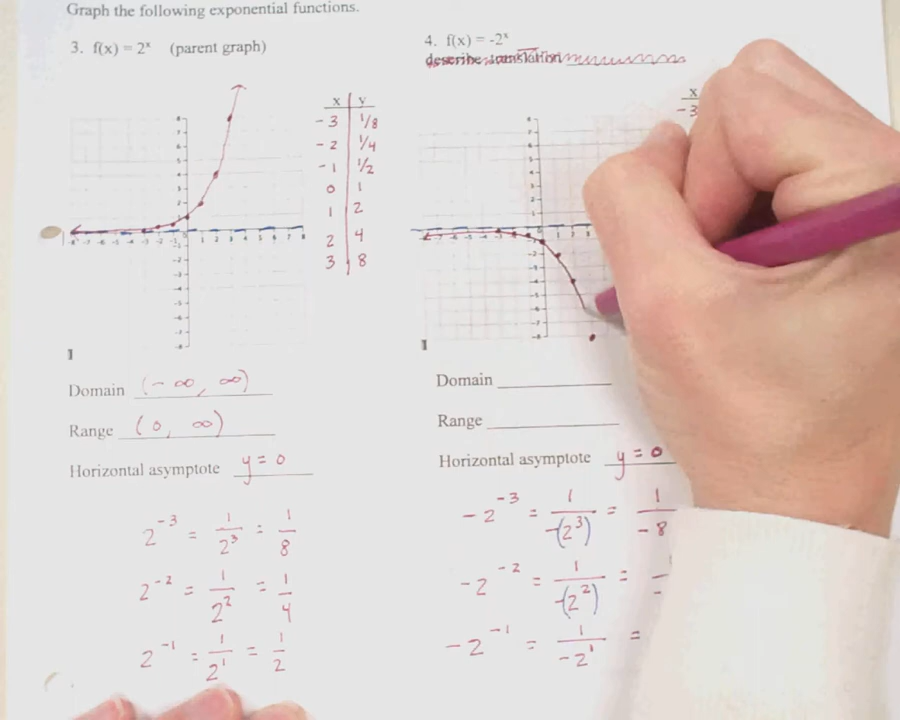 Graph the following exponential functions.
3. f(x) = 2ˣ (parent graph)
x | y
-3 | 1/8
-2 | 1/4
-1 | 1/2
0 | 1
1 | 2
2 | 4
3 | 8
Domain (-∞, ∞)
Range (0, ∞)
Horizontal asymptote y = 0
2⁻³ = 1/2³ = 1/8
2⁻² = 1/2² = 1/4
2⁻¹ = 1/2¹ = 1/2
4. f(x) = -2ˣ
describe translation
x
-3
Domain
Range
Horizontal asymptote y = 0
-2⁻³ = 1/-(2³) = 1/-8
-2⁻² = 1/-(2²) =
-2⁻¹ = 1/-2¹ =